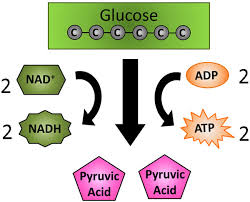 Glucose
C C C C C C
2 NAD+ ADP 2
2 NADH ATP 2
Pyruvic Acid
Pyruvic Acid